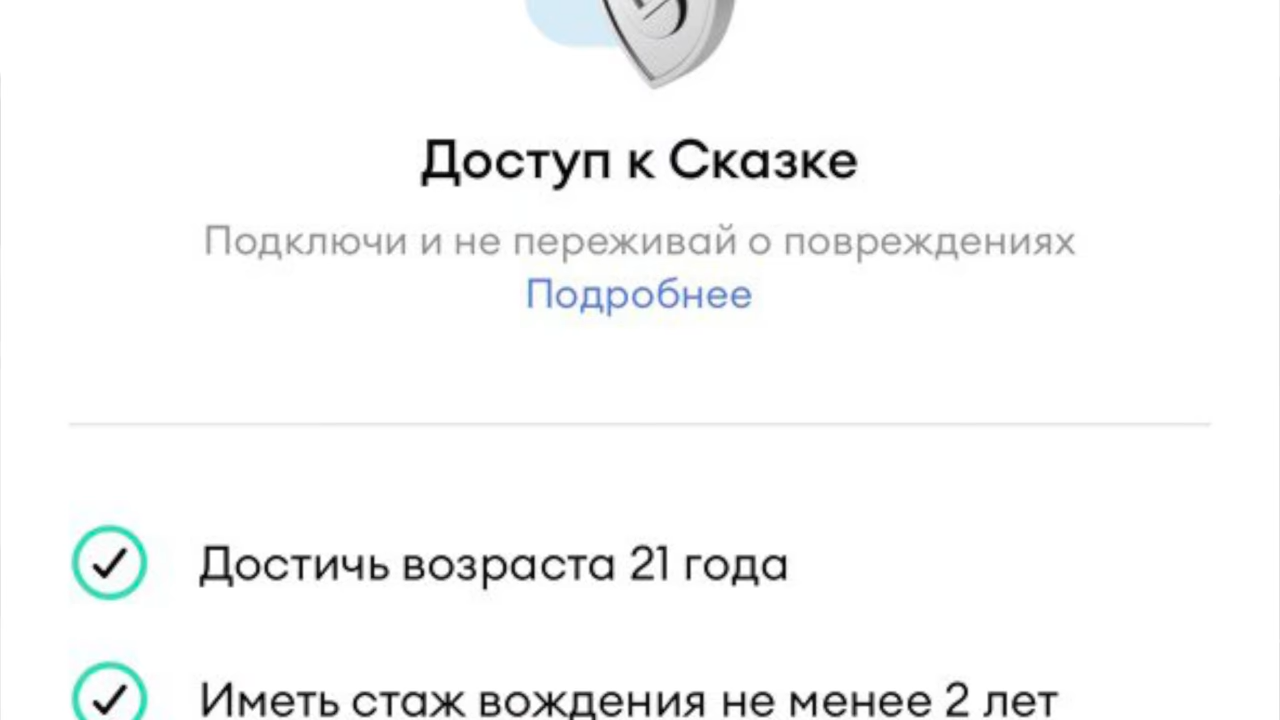 Доступ к Сказке
Подключи и не переживай о повреждениях
Подробнее
Достичь возраста 21 года
Иметь стаж вождения не менее 2 лет